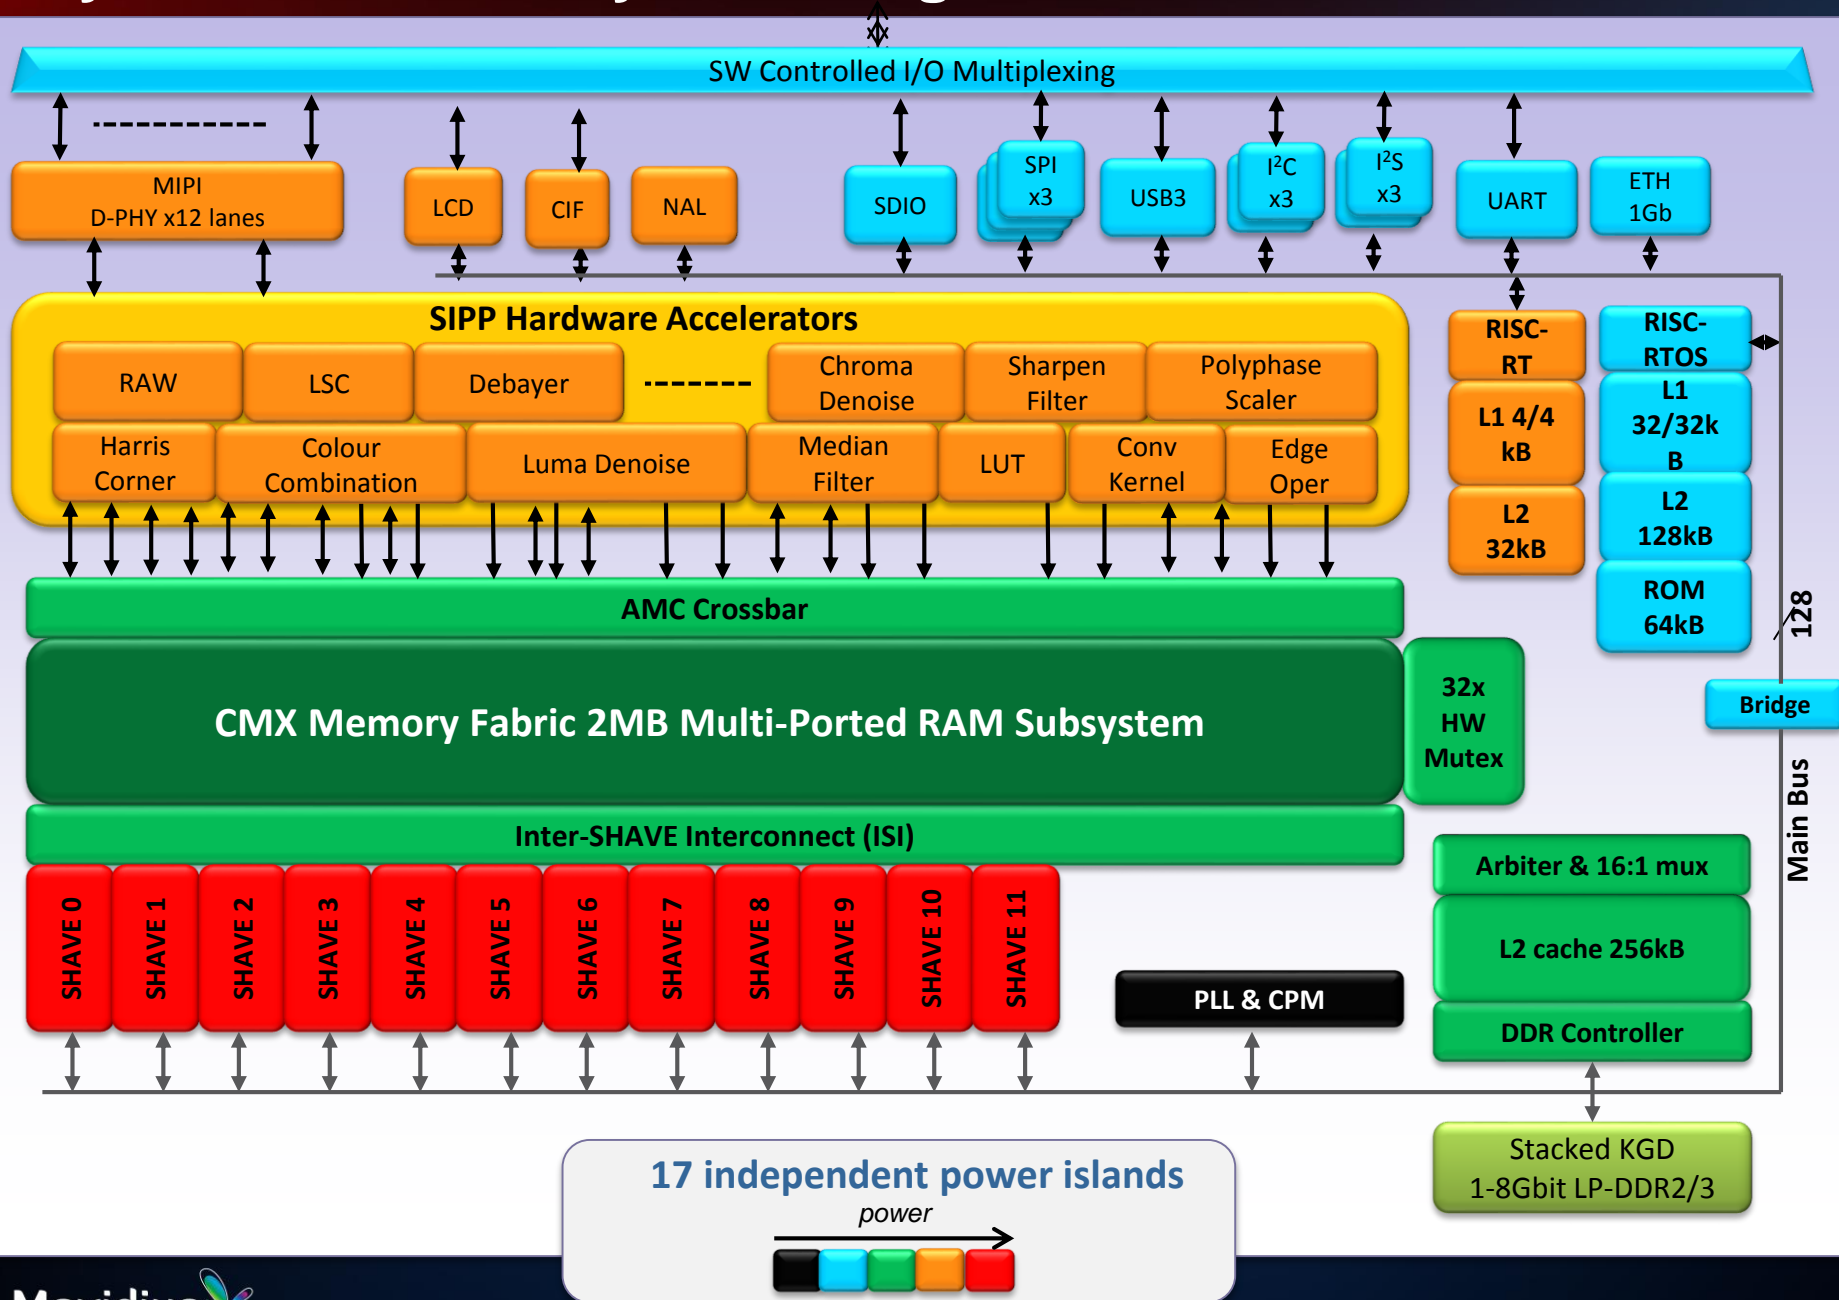 SW Controlled I/O Multiplexing
MIPI
D-PHY x12 lanes
LCD
CIF
NAL
SDIO
SPI
x3
USB3
I²C
x3
I²S
x3
UART
ETH
1Gb
SIPP Hardware Accelerators
RAW
LSC
Debayer
Chroma
Denoise
Sharpen
Filter
Polyphase
Scaler
Harris
Corner
Colour
Combination
Luma Denoise
Median
Filter
LUT
Conv
Kernel
Edge
Oper
RISC-
RT
L1 4/4
kB
L2
32kB
RISC-
RTOS
L1
32/32k
B
L2
128kB
ROM
64kB
128
AMC Crossbar
CMX Memory Fabric 2MB Multi-Ported RAM Subsystem
32x
HW
Mutex
Bridge
Main Bus
Inter-SHAVE Interconnect (ISI)
SHAVE 0
SHAVE 1
SHAVE 2
SHAVE 3
SHAVE 4
SHAVE 5
SHAVE 6
SHAVE 7
SHAVE 8
SHAVE 9
SHAVE 10
SHAVE 11
PLL & CPM
Arbiter & 16:1 mux
L2 cache 256kB
DDR Controller
Stacked KGD
1-8Gbit LP-DDR2/3
17 independent power islands
power
Movidius